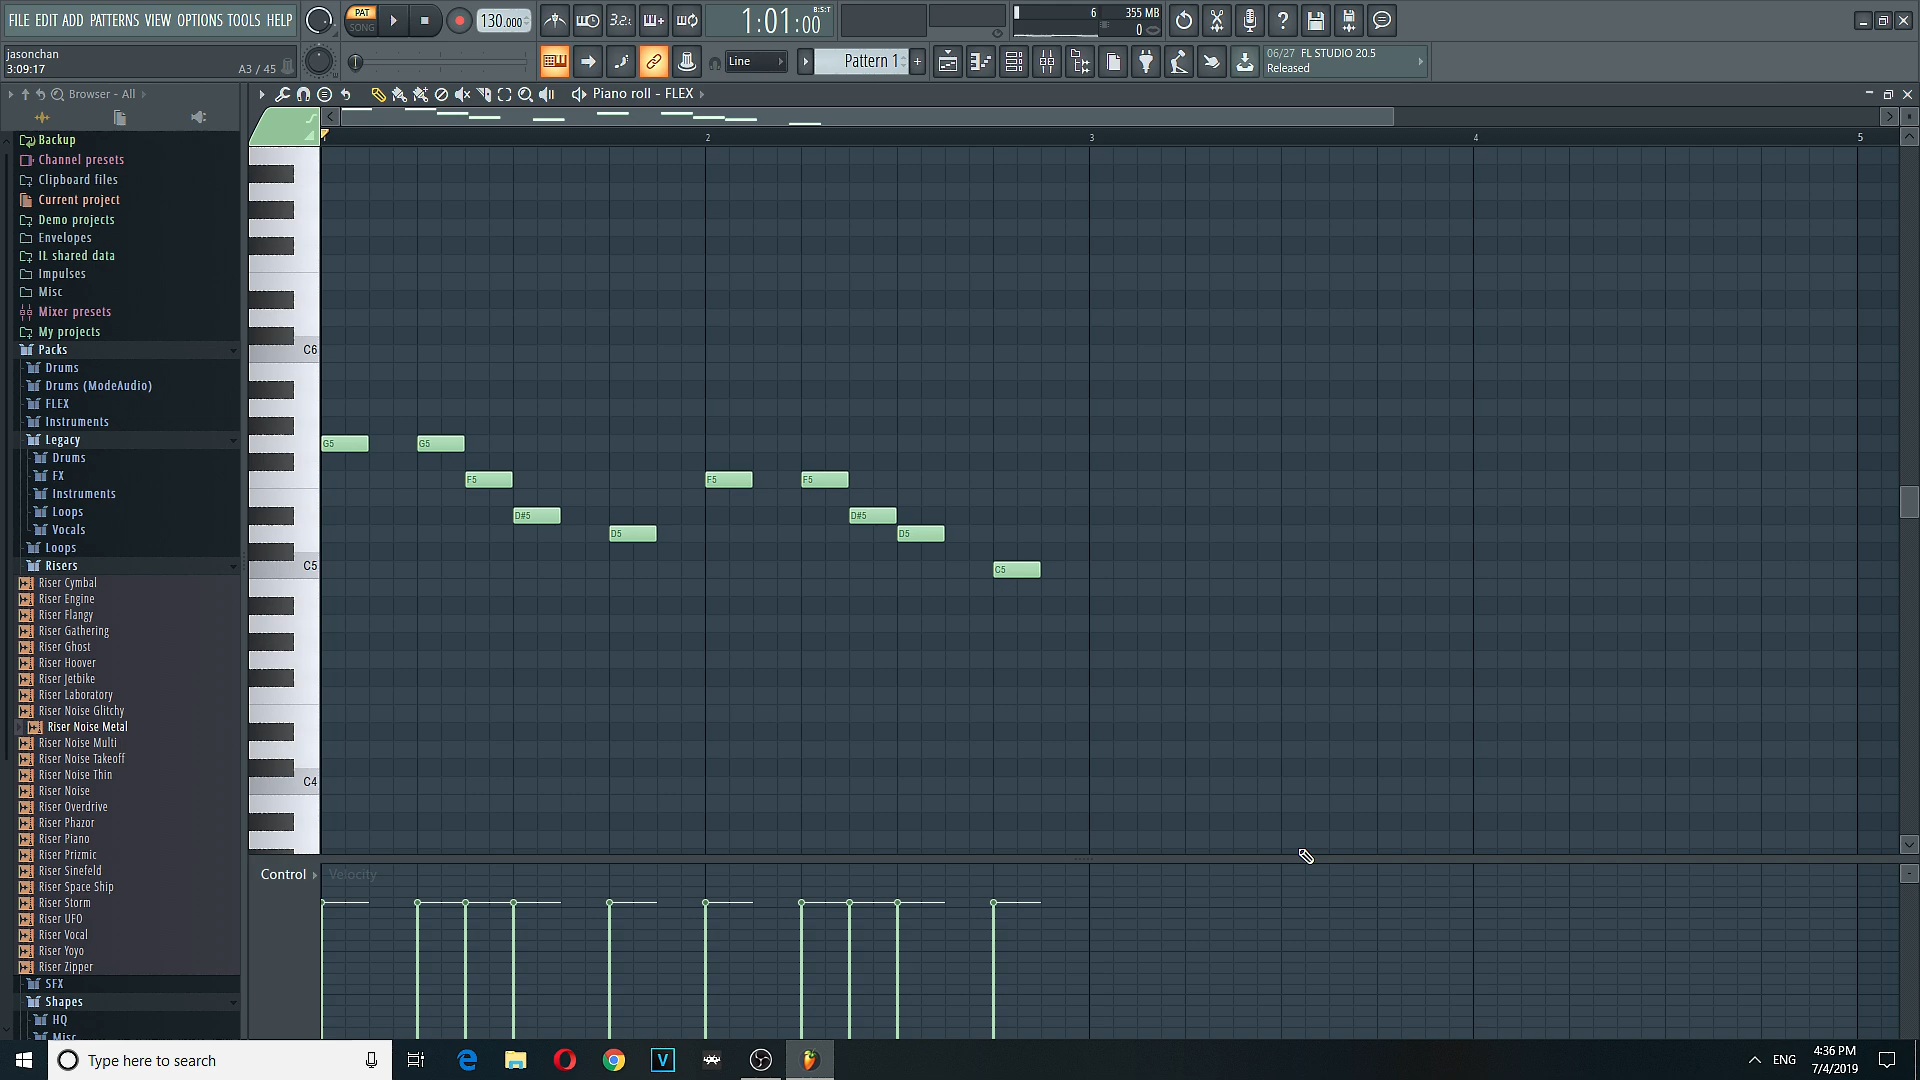 FILE EDIT ADD PATTERNS VIEW OPTIONS TOOLS HELP
PAT
SONG
130.000
3.2.
1:01:00
B:S:T
6
355 MB
0
jasonchan
3:09:17
A3 / 45
Line
Pattern 1
06/27 FL STUDIO 20.5
Released
Browser - All
Piano roll - FLEX
1
2
3
4
5
Backup
Channel presets
Clipboard files
Current project
Demo projects
Envelopes
IL shared data
Impulses
Misc
Mixer presets
My projects
Packs
Drums
Drums (ModeAudio)
FLEX
Instruments
Legacy
Drums
FX
Instruments
Loops
Vocals
Loops
Risers
Riser Cymbal
Riser Engine
Riser Flangy
Riser Gathering
Riser Ghost
Riser Hoover
Riser Jetbike
Riser Laboratory
Riser Noise Glitchy
Riser Noise Metal
Riser Noise Multi
Riser Noise Takeoff
Riser Noise Thin
Riser Noise
Riser Overdrive
Riser Phazor
Riser Piano
Riser Prizmic
Riser Sinefeld
Riser Space Ship
Riser Storm
Riser UFO
Riser Vocal
Riser Yoyo
Riser Zipper
SFX
Shapes
HQ
Misc
C6
G5
G5
F5
F5
F5
D#5
D#5
D5
D5
C5
C5
C4
Control
Velocity
Type here to search
V
ENG
4:36 PM
7/4/2019